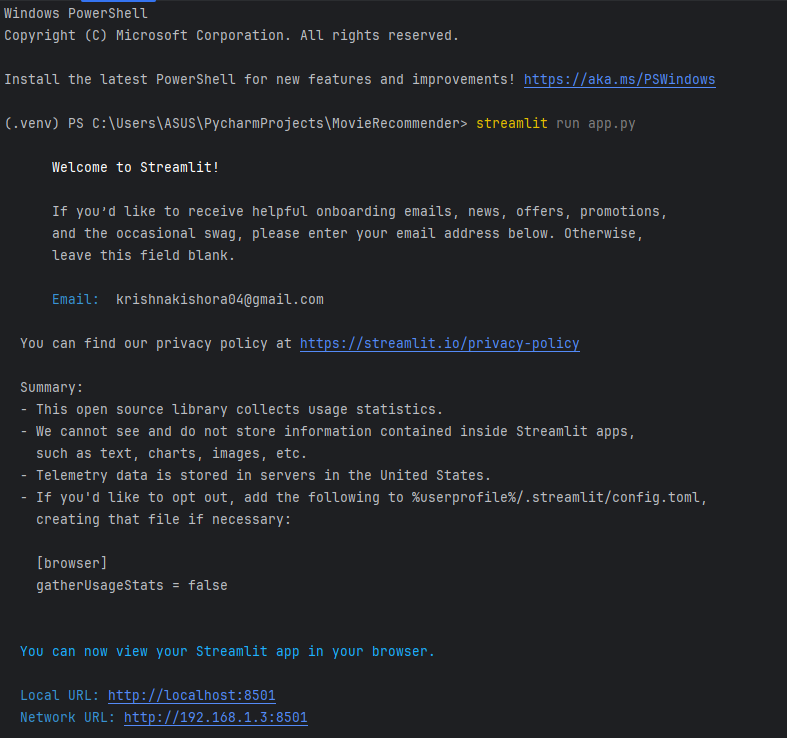 Windows PowerShell
Copyright (C) Microsoft Corporation. All rights reserved.
Install the latest PowerShell for new features and improvements! https://aka.ms/PSWindows
(.venv) PS C:\Users\ASUS\PycharmProjects\MovieRecommender> streamlit run app.py
Welcome to Streamlit!
If you’d like to receive helpful onboarding emails, news, offers, promotions,
and the occasional swag, please enter your email address below. Otherwise,
leave this field blank.
Email:  krishnakishora04@gmail.com
You can find our privacy policy at https://streamlit.io/privacy-policy
Summary:
- This open source library collects usage statistics.
- We cannot see and do not store information contained inside Streamlit apps,
such as text, charts, images, etc.
- Telemetry data is stored in servers in the United States.
- If you'd like to opt out, add the following to %userprofile%/.streamlit/config.toml,
creating that file if necessary:
[browser]
gatherUsageStats = false
You can now view your Streamlit app in your browser.
Local URL: http://localhost:8501
Network URL: http://192.168.1.3:8501